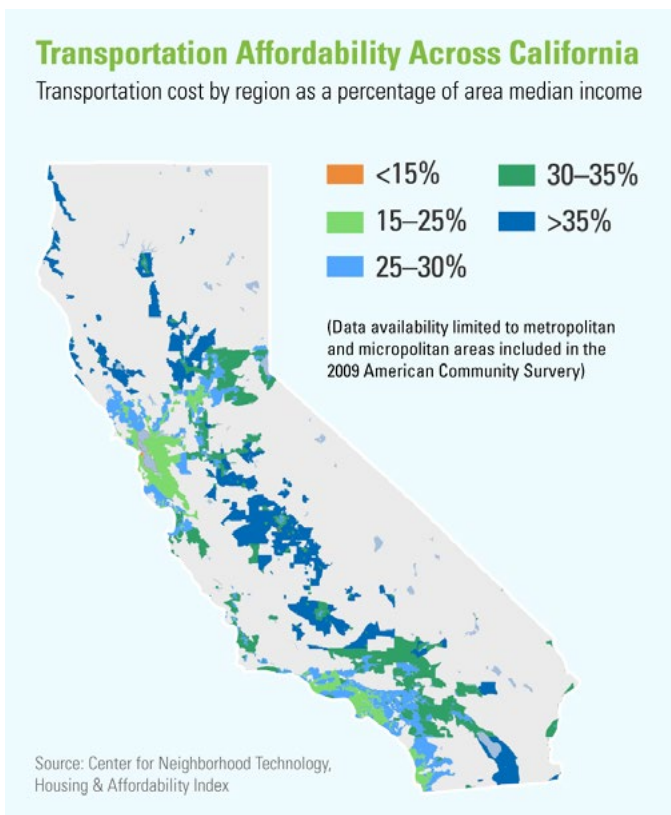 Transportation Affordability Across California
Transportation cost by region as a percentage of area median income
<15%
30–35%
15–25%
>35%
25–30%
(Data availability limited to metropolitan
and micropolitan areas included in the
2009 American Community Survery)
Source: Center for Neighborhood Technology,
Housing & Affordability Index